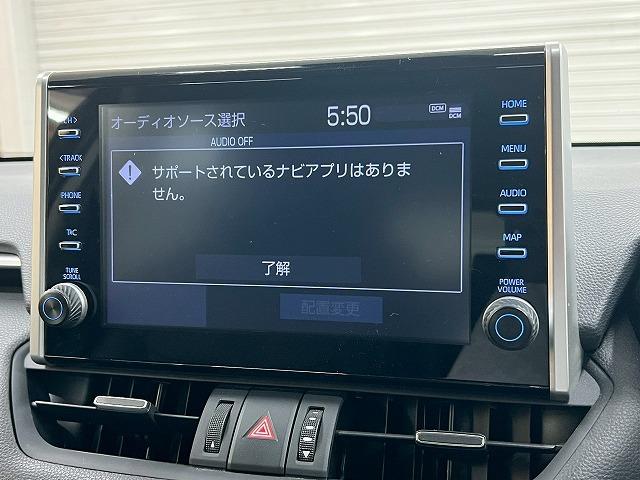 オーディオソース選択
5:50
DCM
DCM
AUDIO OFF
サポートされているナビアプリはありま
せん。
了解
配置変更
CH>
<TRACK
PHONE
T/C
TUNE
SCROLL
HOME
MENU
AUDIO
MAP
POWER
VOLUME